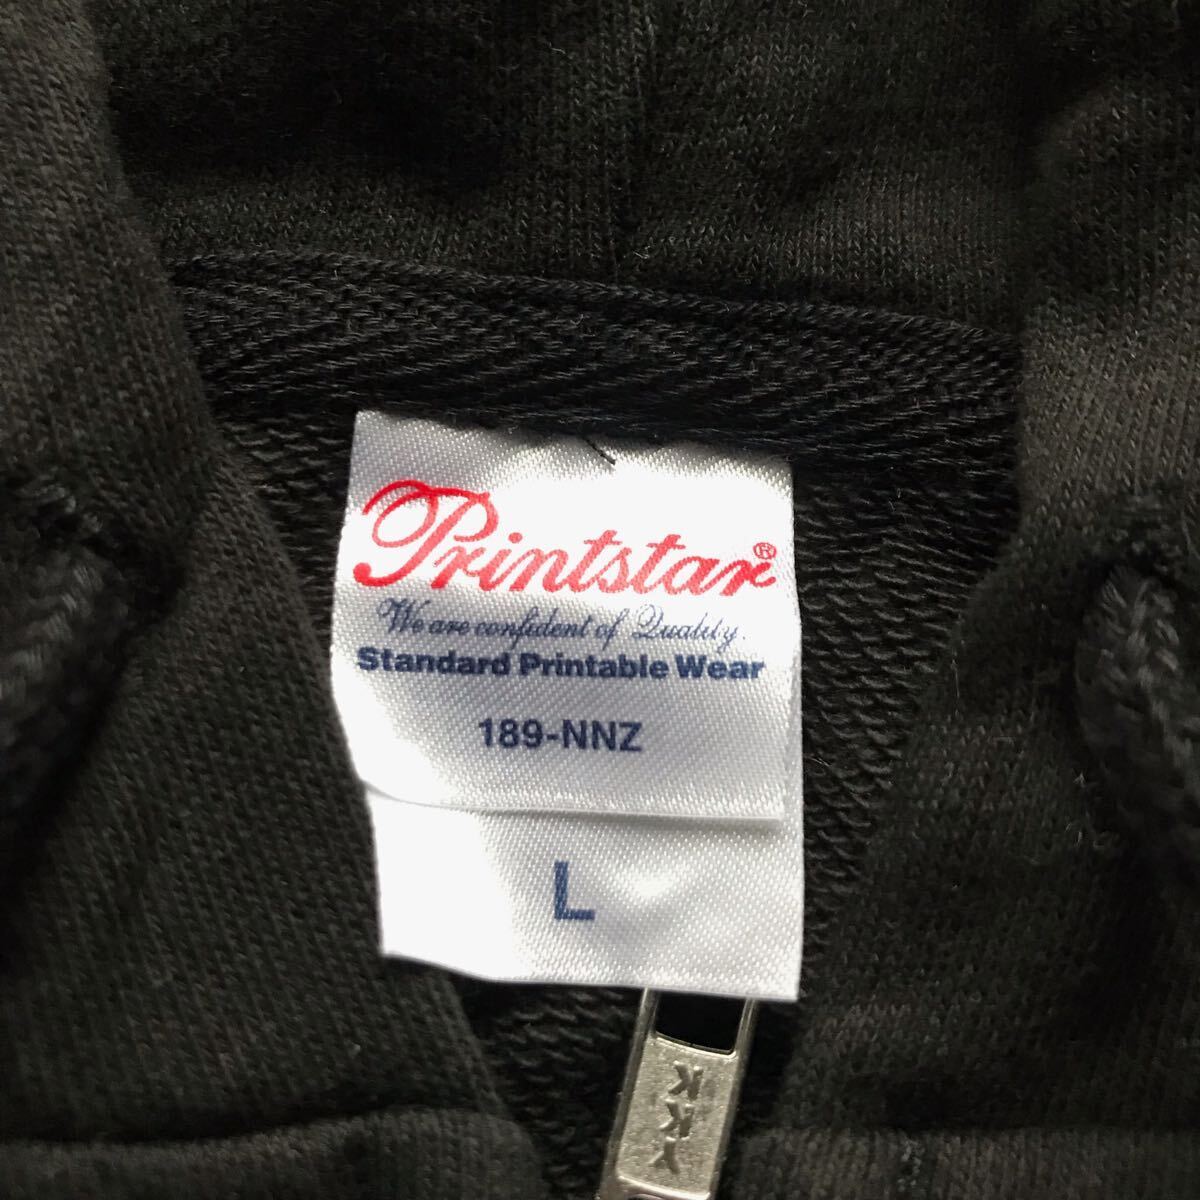 Printstar®
We are confident of Quality.
Standard Printable Wear
189-NNZ
L
YKK